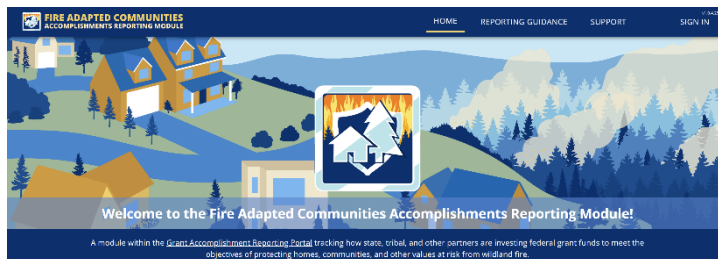 FIRE ADAPTED COMMUNITIES
ACCOMPLISHMENTS REPORTING MODULE
HOME
REPORTING GUIDANCE
SUPPORT
SIGN IN
Welcome to the Fire Adapted Communities Accomplishments Reporting Module!
A module within the Grant Accomplishment Reporting Portal tracking how state, tribal, and other partners are investing federal grant funds to meet the
objectives of protecting homes, communities, and other values at risk from wildland fire.